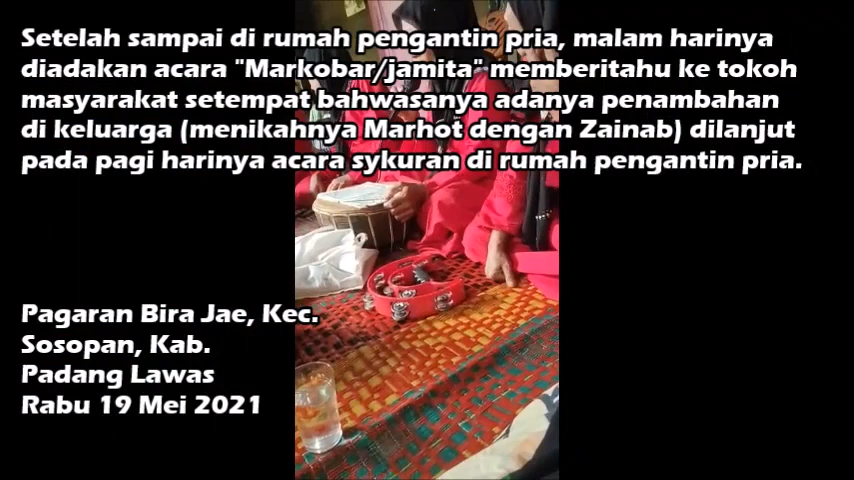 Setelah sampai di rumah pengantin pria, malam harinya
diadakan acara "Markobar/jamita" memberitahu ke tokoh
masyarakat setempat bahwasanya adanya penambahan
di keluarga (menikahnya Marhot dengan Zainab) dilanjut
pada pagi harinya acara sykuran di rumah pengantin pria.
Pagaran Bira Jae, Kec.
Sosopan, Kab.
Padang Lawas
Rabu 19 Mei 2021